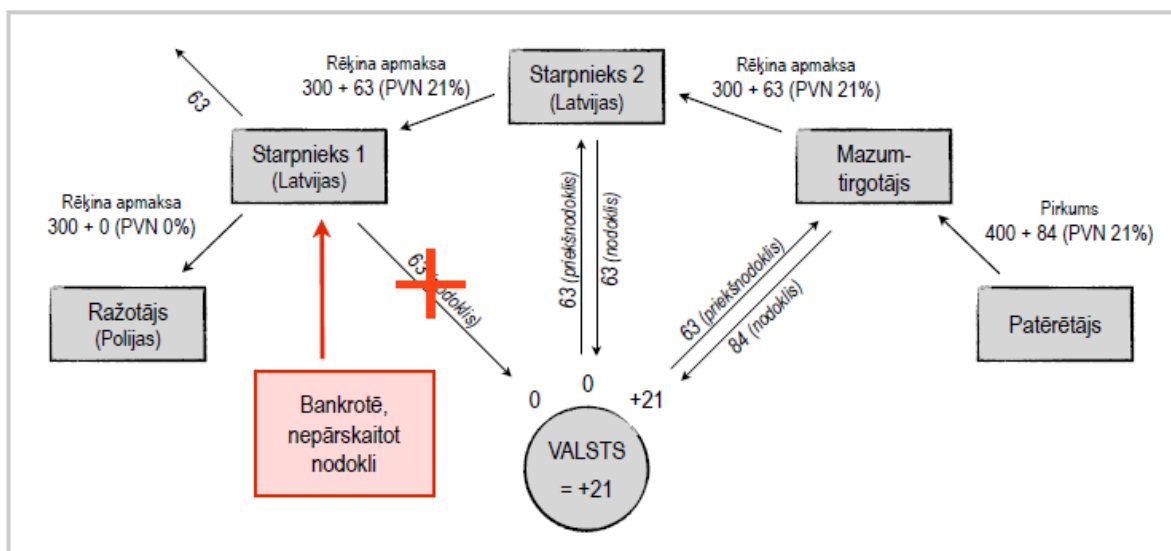 Rēķina apmaksa
300 + 63 (PVN 21%)
Starpnieks 2
(Latvijas)
Rēķina apmaksa
300 + 63 (PVN 21%)
63
Starpnieks 1
(Latvijas)
Mazum-
tirgotājs
Rēķina apmaksa
300 + 0 (PVN 0%)
Pirkums
400 + 84 (PVN 21%)
63 (nodoklis)
63 (priekšnodoklis)
63 (nodoklis)
63 (priekšnodoklis)
84 (nodoklis)
Ražotājs
(Polijas)
Patērētājs
Bankrotē,
nepārskaitot
nodokli
0
0
+21
VALSTS
= +21